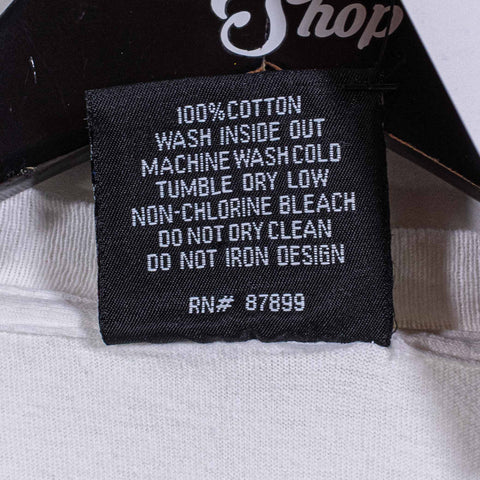 Shop
100% COTTON
WASH INSIDE OUT
MACHINE WASH COLD
TUMBLE DRY LOW
NON-CHLORINE BLEACH
DO NOT DRY CLEAN
DO NOT IRON DESIGN
RN# 87899